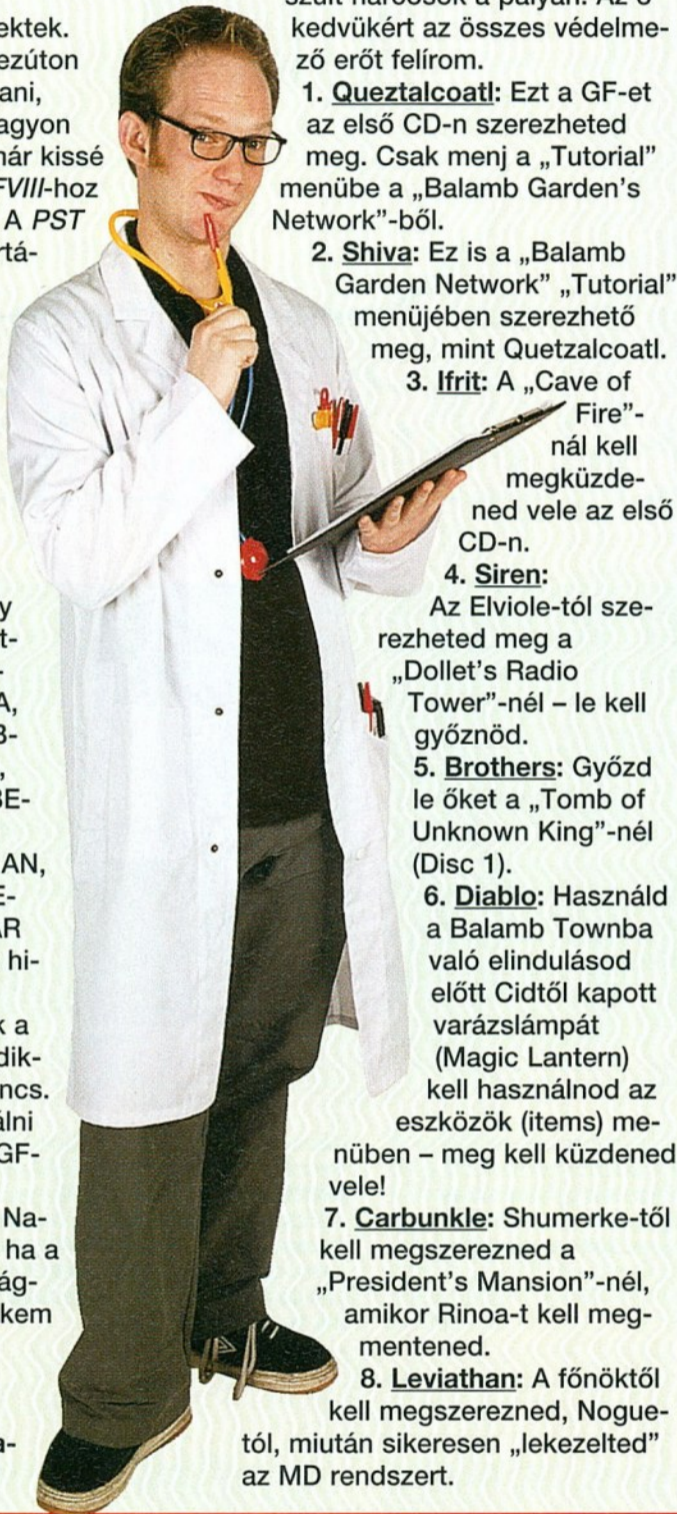 ektek.
ezúton
ani,
agyon
már kissé
FVIII-hoz
A PST
rtá-
y
t-
-
A,
B-
,
BE-
AN,
E-
AR
hi-
k a
dik-
ncs.
álni
GF-
Na-
ha a
ág-
kem
a-
szült harcosok a pályán. Az ő
kedvükért az összes védelme-
ző erőt felírom.
1. Queztalcoatl: Ezt a GF-et
az első CD-n szerezheted
meg. Csak menj a „Tutorial”
menübe a „Balamb Garden's
Network”-ből.
2. Shiva: Ez is a „Balamb
Garden Network” „Tutorial”
menüjében szerezhető
meg, mint Quetzalcoatl.
3. Ifrit: A „Cave of
Fire”-
nál kell
megküzde-
ned vele az első
CD-n.
4. Siren:
Az Elviole-tól sze-
rezheted meg a
„Dollet's Radio
Tower”-nél – le kell
győznöd.
5. Brothers: Győzd
le őket a „Tomb of
Unknown King”-nél
(Disc 1).
6. Diablo: Használd
a Balamb Townba
való elindulásod
előtt Cidtől kapott
varázslámpát
(Magic Lantern)
kell használnod az
eszközök (items) me-
nüben – meg kell küzdened
vele!
7. Carbunkle: Shumerke-től
kell megszerezned a
„President's Mansion”-nél,
amikor Rinoa-t kell meg-
mentened.
8. Leviathan: A főnöktől
kell megszerezned, Nogue-
tól, miután sikeresen „lekezelted”
az MD rendszert.